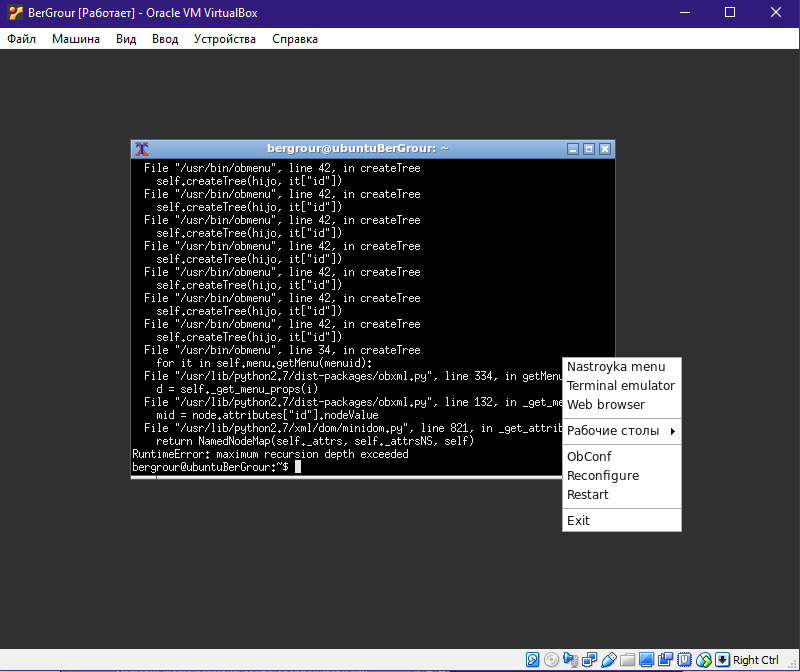 BerGrour [Работает] - Oracle VM VirtualBox
Файл Машина Вид Ввод Устройства Справка
bergrour@ubuntuBerGrour: ~
File "/usr/bin/obmenu", line 42, in createTree
self.createTree(hijo, it["id"])
File "/usr/bin/obmenu", line 42, in createTree
self.createTree(hijo, it["id"])
File "/usr/bin/obmenu", line 42, in createTree
self.createTree(hijo, it["id"])
File "/usr/bin/obmenu", line 42, in createTree
self.createTree(hijo, it["id"])
File "/usr/bin/obmenu", line 42, in createTree
self.createTree(hijo, it["id"])
File "/usr/bin/obmenu", line 42, in createTree
self.createTree(hijo, it["id"])
File "/usr/bin/obmenu", line 42, in createTree
self.createTree(hijo, it["id"])
File "/usr/bin/obmenu", line 34, in createTree
for it in self.menu.getMenu(menuid):
File "/usr/lib/python2.7/dist-packages/obxml.py", line 334, in getMenu
d = self._get_menu_props(i)
File "/usr/lib/python2.7/dist-packages/obxml.py", line 132, in _get_me
mid = node.attributes["id"].nodeValue
File "/usr/lib/python2.7/xml/dom/minidom.py", line 821, in _get_attrib
return NamedNodeMap(self._attrs, self._attrsNS, self)
RuntimeError: maximum recursion depth exceeded
bergrour@ubuntuBerGrour:~$
Nastroyka menu
Terminal emulator
Web browser
Рабочие столы
ObConf
Reconfigure
Restart
Exit
Right Ctrl